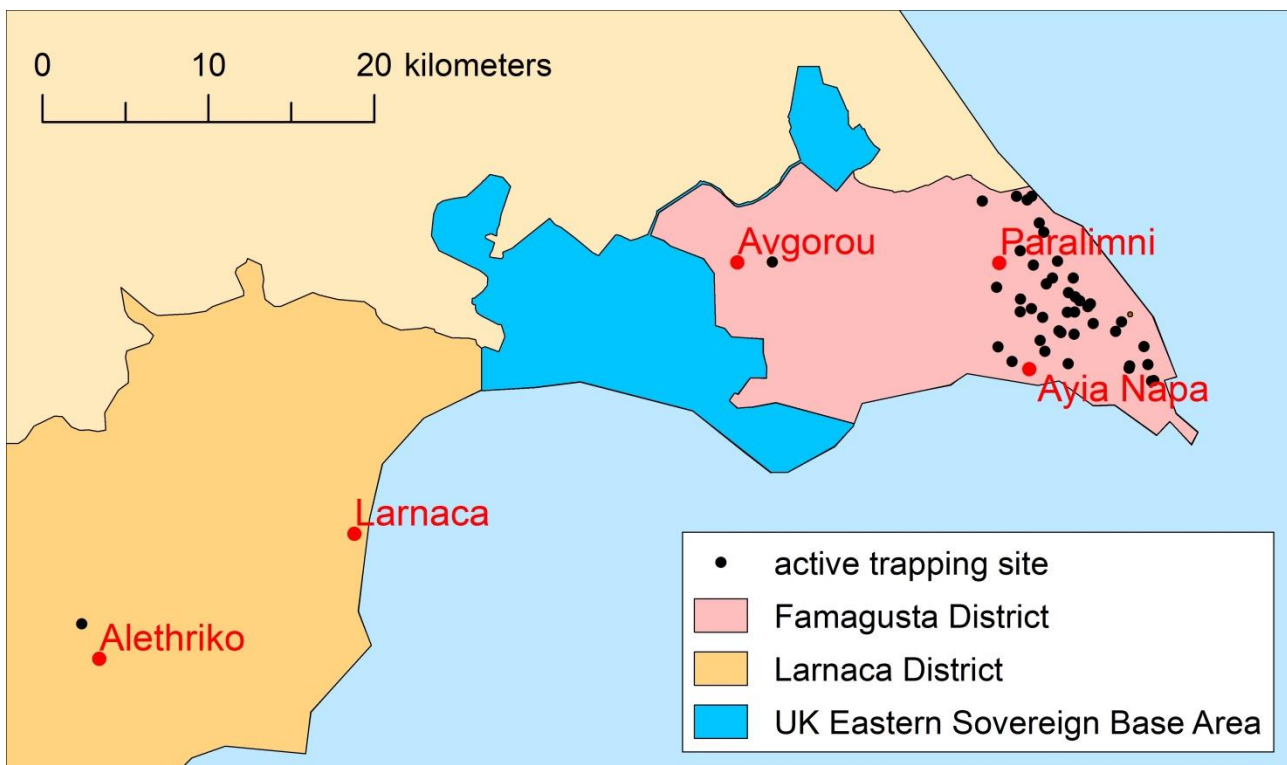 0 10 20 kilometers
Avgorou
Paralimni
Ayia Napa
Larnaca
Alethriko
active trapping site
Famagusta District
Larnaca District
UK Eastern Sovereign Base Area